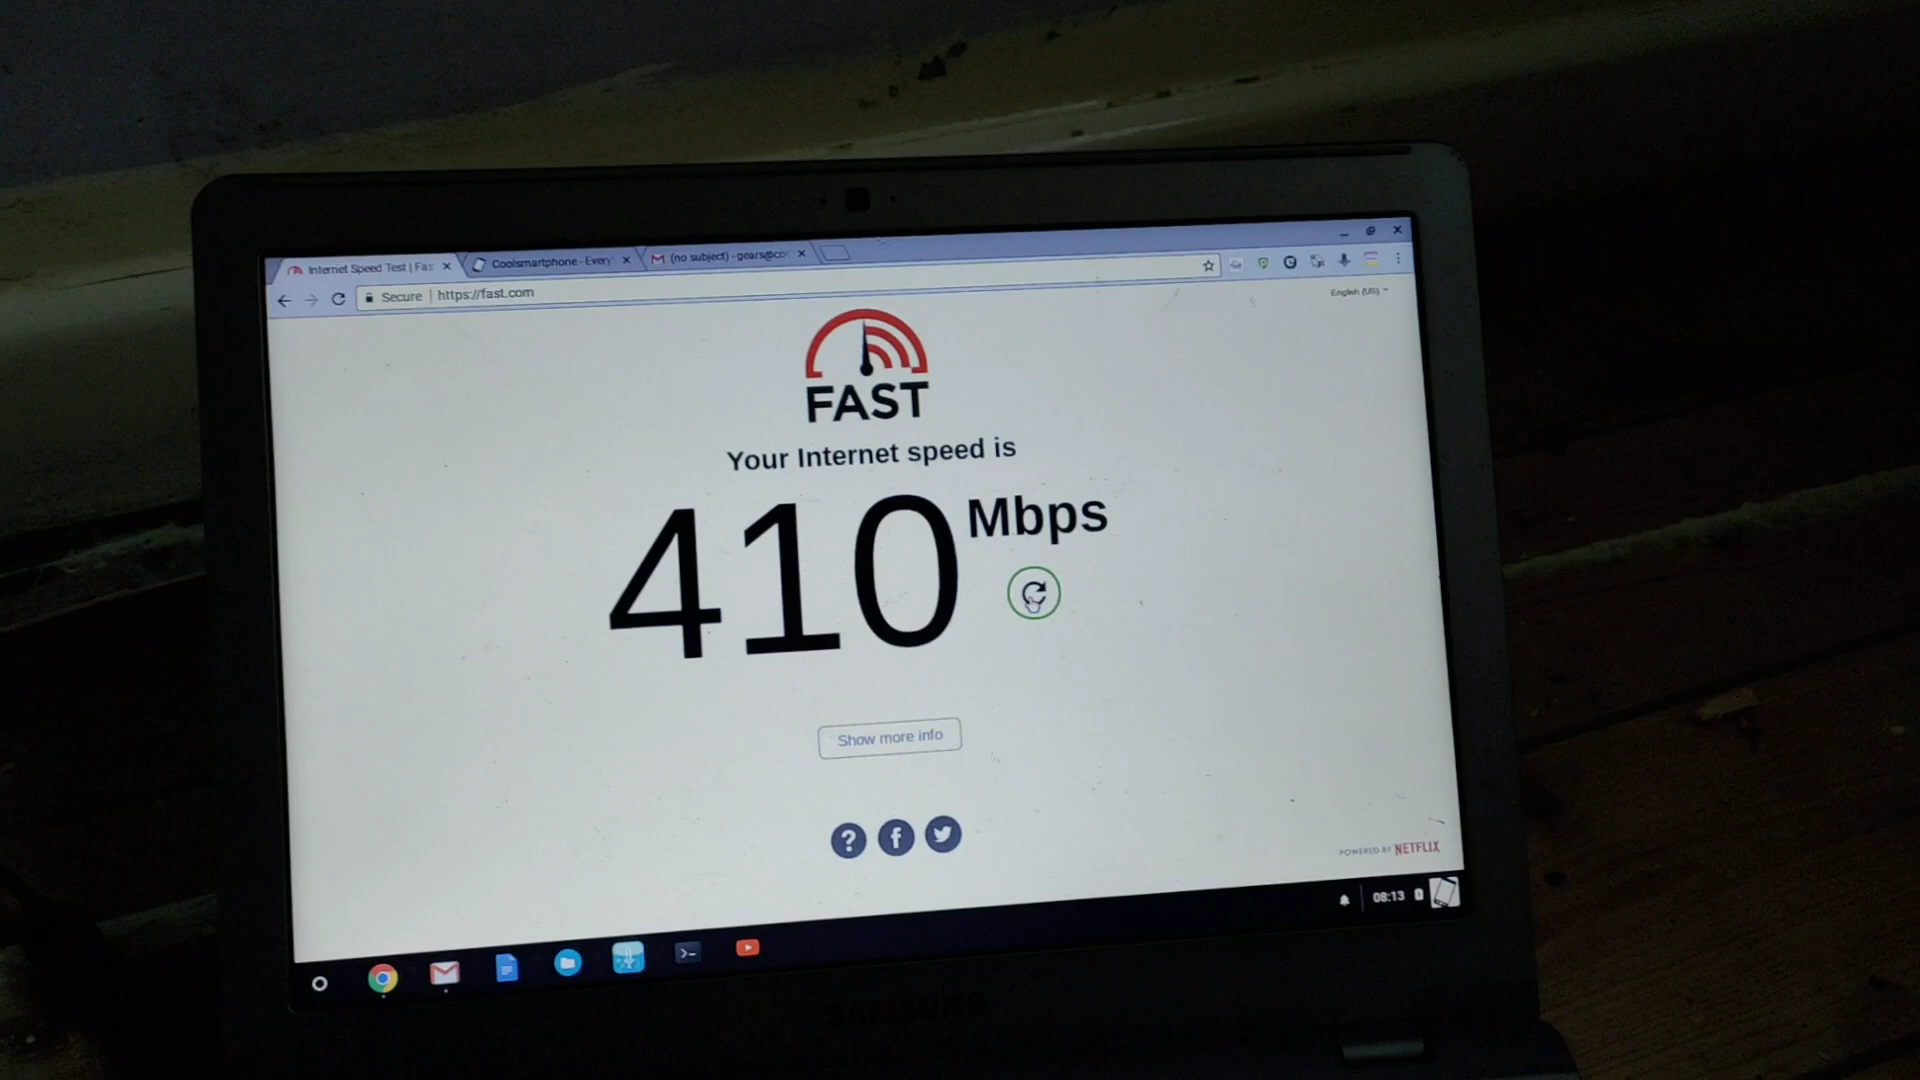 Internet Speed Test | Fas
Coolsmartphone - Every
(no subject) - gears@co
Secure | https://fast.com
English (US)
FAST
Your Internet speed is
410 Mbps
Show more info
POWERED BY NETFLIX
08:13
SAMSUNG